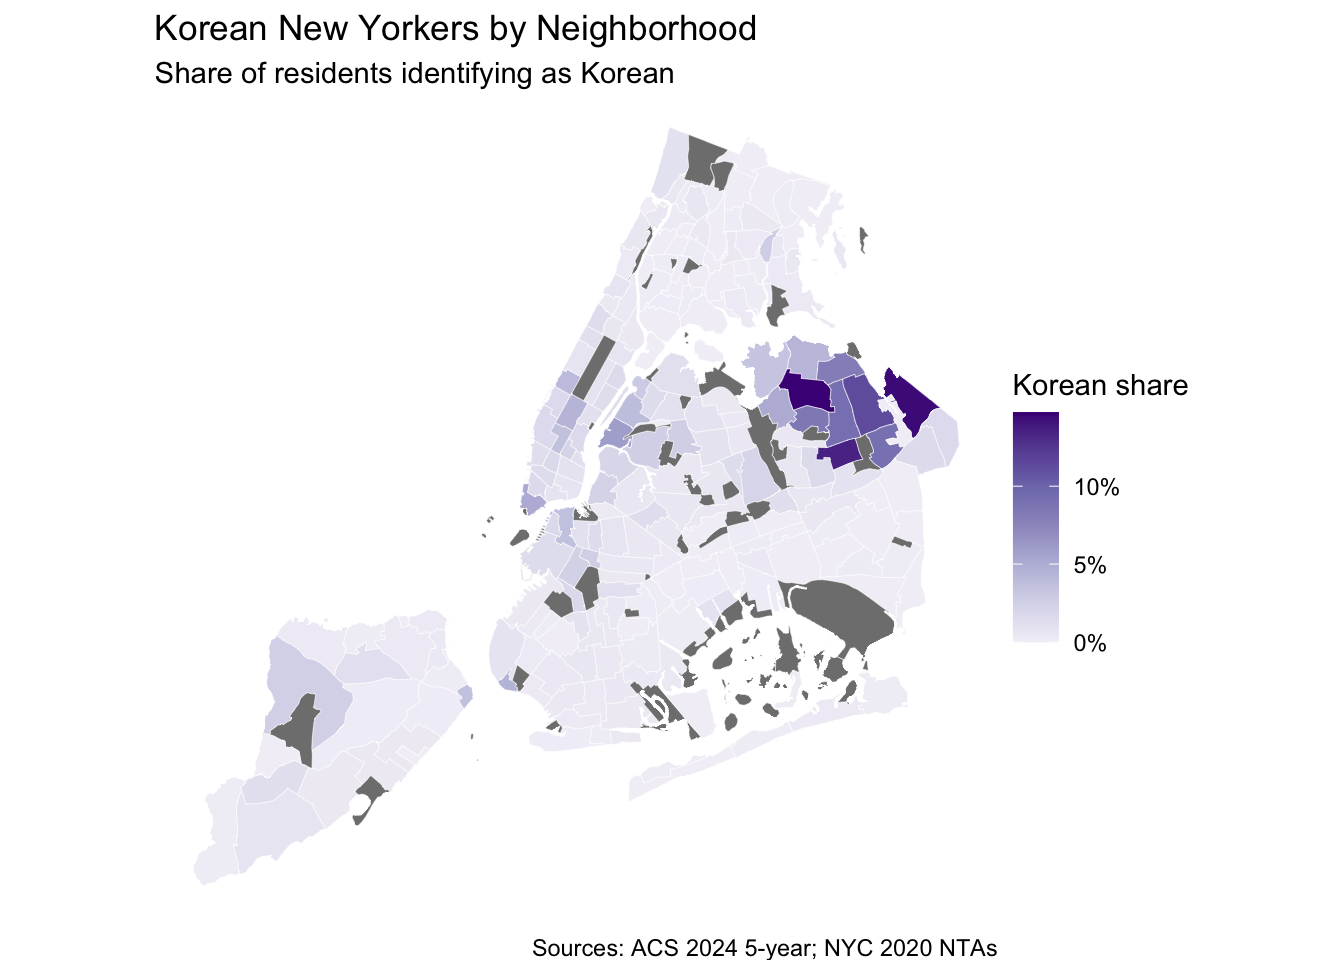 Korean New Yorkers by Neighborhood
Share of residents identifying as Korean
Korean share
10%
5%
0%
Sources: ACS 2024 5-year; NYC 2020 NTAs